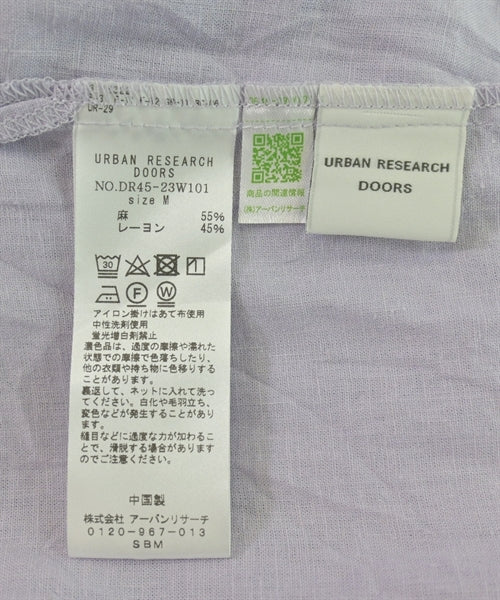 UR-29
URBAN RESEARCH
DOORS
NO.DR45-23W101
size M
麻 55%
レーヨン 45%
30
F W
アイロン掛けはあて布使用
中性洗剤使用
蛍光増白剤禁止
濃色品は、過度の摩擦や濡れた
状態での摩擦で色落ちしたり、
他の衣類や持ち物に色移りする
ことがあります。
裏返して、ネットに入れて洗っ
てください。白化や毛羽立ち、
変色などが発生することがあり
ます。
縫目などに過度な力が加わるこ
とで、滑脱する場合があります
のでご注意ください。
中国製
株式会社 アーバンリサーチ
0120-967-013
SBM
商品の関連情報
(株)アーバンリサーチ
URBAN RESEARCH
DOORS